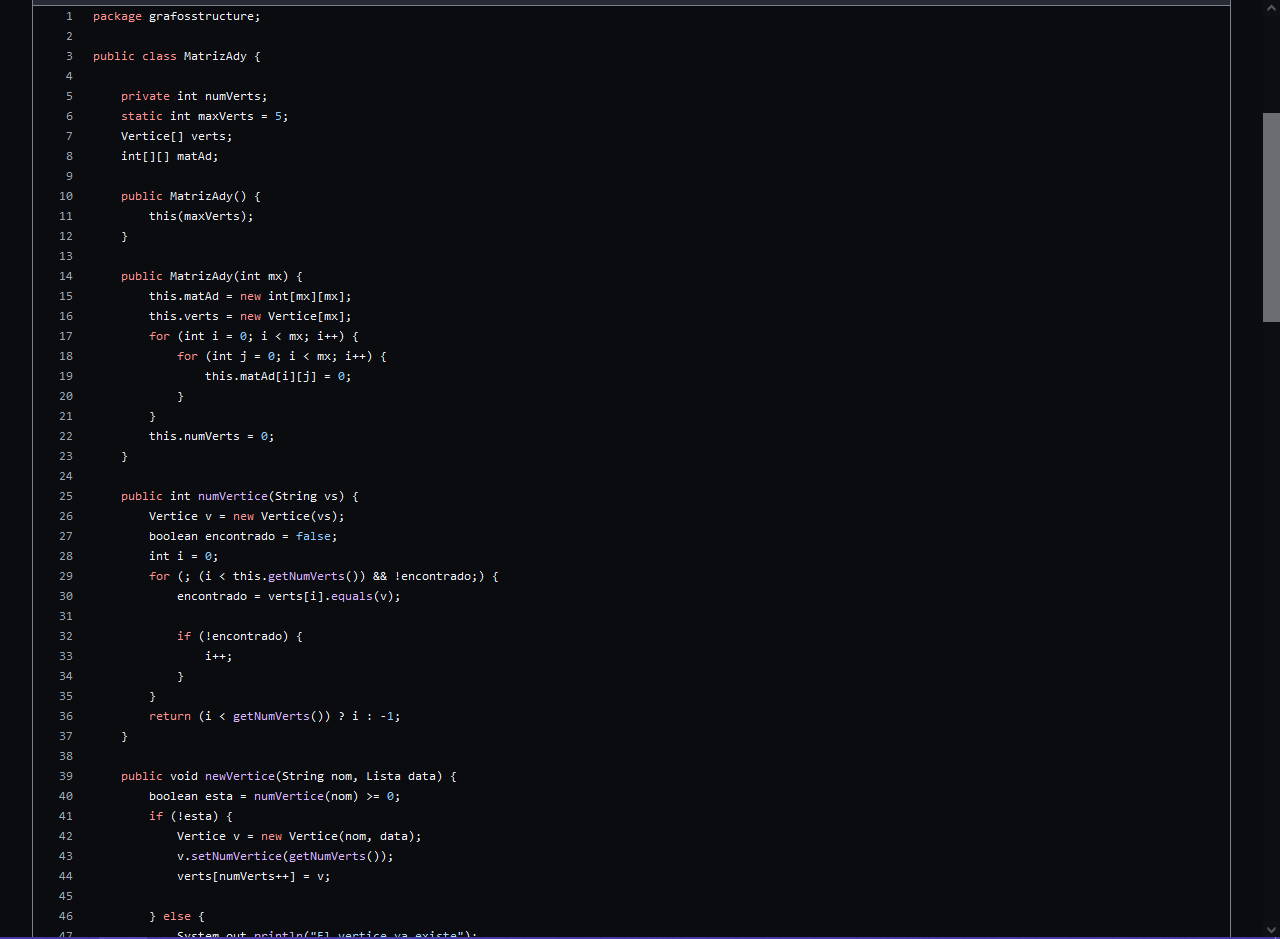 1 package grafosstructure;
2
3 public class MatrizAdy {
4
5     private int numVerts;
6     static int maxVerts = 5;
7     Vertice[] verts;
8     int[][] matAd;
9
10     public MatrizAdy() {
11         this(maxVerts);
12     }
13
14     public MatrizAdy(int mx) {
15         this.matAd = new int[mx][mx];
16         this.verts = new Vertice[mx];
17         for (int i = 0; i < mx; i++) {
18             for (int j = 0; i < mx; i++) {
19                 this.matAd[i][j] = 0;
20             }
21         }
22         this.numVerts = 0;
23     }
24
25     public int numVertice(String vs) {
26         Vertice v = new Vertice(vs);
27         boolean encontrado = false;
28         int i = 0;
29         for (; (i < this.getNumVerts()) && !encontrado;) {
30             encontrado = verts[i].equals(v);
31
32             if (!encontrado) {
33                 i++;
34             }
35         }
36         return (i < getNumVerts()) ? i : -1;
37     }
38
39     public void newVertice(String nom, Lista data) {
40         boolean esta = numVertice(nom) >= 0;
41         if (!esta) {
42             Vertice v = new Vertice(nom, data);
43             v.setNumVertice(getNumVerts());
44             verts[numVerts++] = v;
45
46         } else {
47             System.out.println("El vertice ya existe");